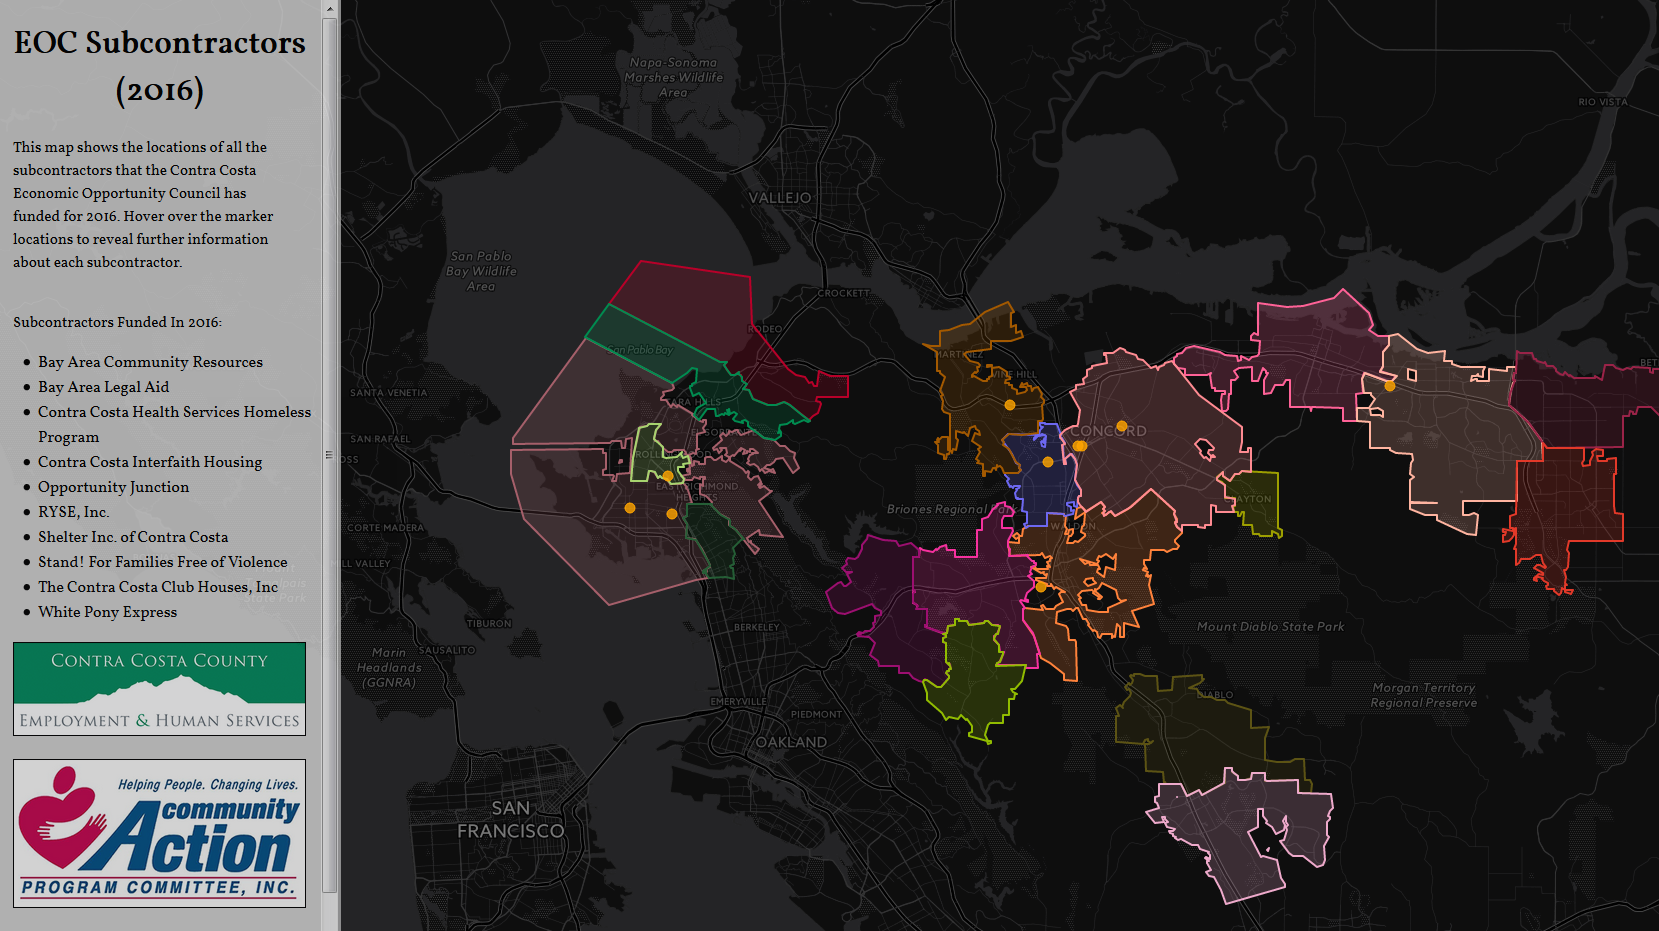 EOC Subcontractors
(2016)
This map shows the locations of all the
subcontractors that the Contra Costa
Economic Opportunity Council has
funded for 2016. Hover over the marker
locations to reveal further information
about each subcontractor.
Subcontractors Funded In 2016:
Bay Area Community Resources
Bay Area Legal Aid
Contra Costa Health Services Homeless
Program
Contra Costa Interfaith Housing
Opportunity Junction
RYSE, Inc.
Shelter Inc. of Contra Costa
Stand! For Families Free of Violence
The Contra Costa Club Houses, Inc
White Pony Express
CONTRA COSTA COUNTY
EMPLOYMENT & HUMAN SERVICES
Helping People. Changing Lives.
community
Action
PROGRAM COMMITTEE, INC.
Napa-Sonoma
Marshes Wildlife
Area
RIO VISTA
VALLEJO
San Pablo
Bay Wildlife
Area
CROCKETT
RODEO
San Pablo Bay
MARTINEZ
VINE HILL
BET
SANTA VENETIA
TARA HILLS
SAN RAFAEL
OSS
EL SOBRANTE
CONCORD
EAST RICHMOND
HEIGHTS
CLAYTON
Briones Regional Park
CORTE MADERA
WALDON
LL VALLEY
State Park
TIBURON
BERKELEY
Mount Diablo State Park
SAUSALITO
Marin
Headlands
(GGNRA)
DIABLO
Morgan Territory
Regional Preserve
EMERYVILLE
PIEDMONT
OAKLAND
SAN
FRANCISCO